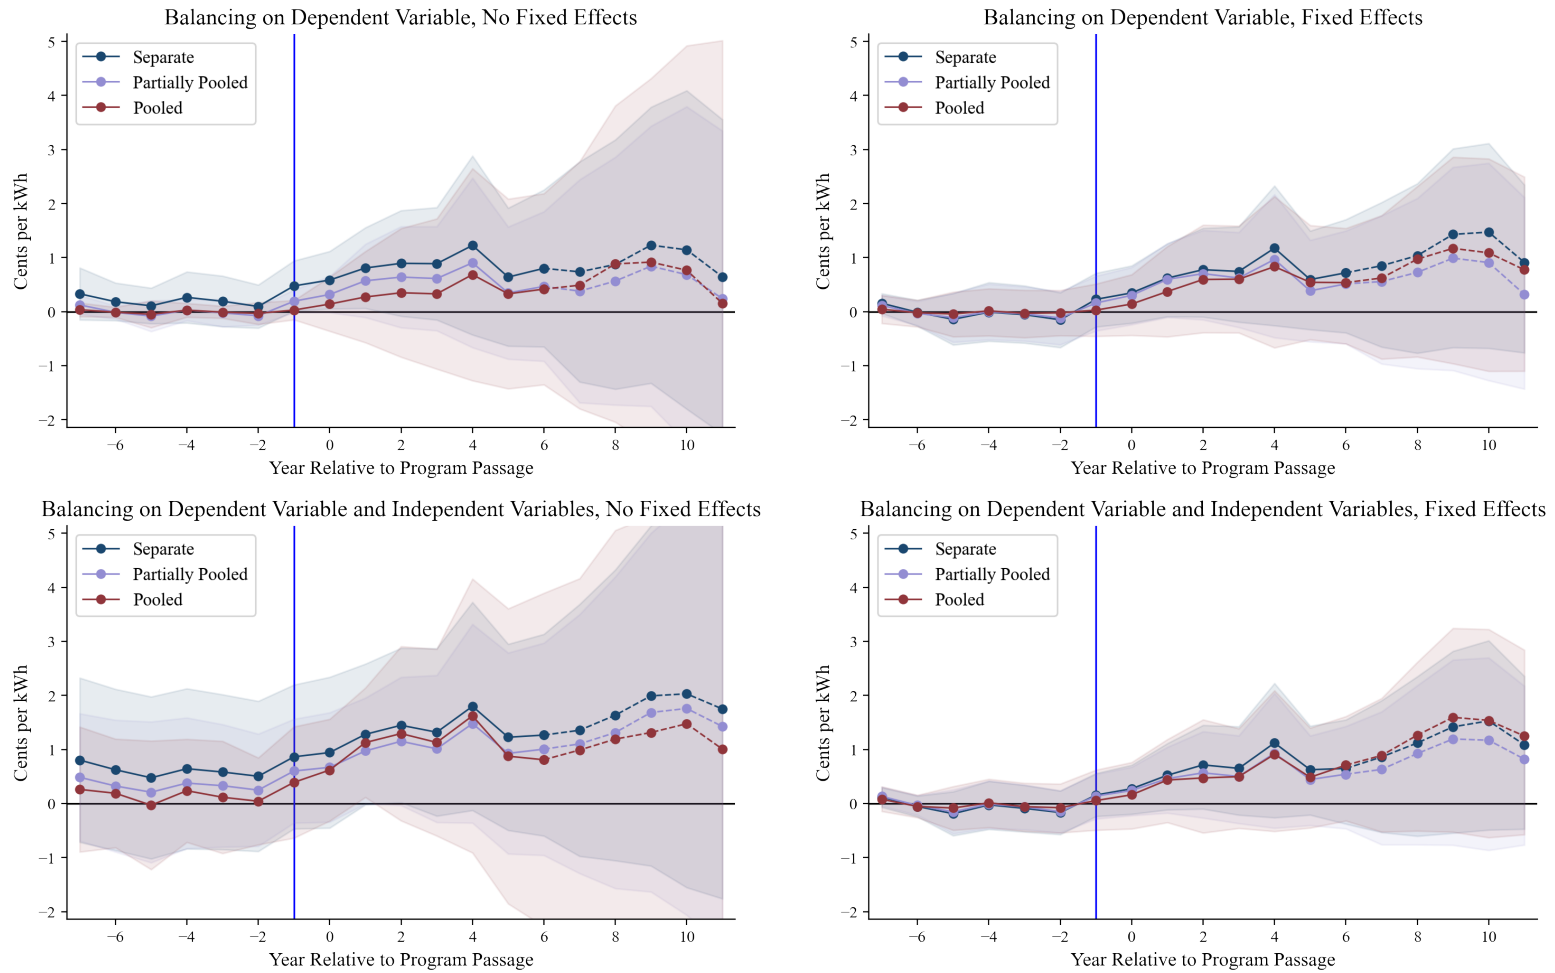 Balancing on Dependent Variable, No Fixed Effects
5
4
3
2
1
0
−1
−2
Cents per kWh
Separate
Partially Pooled
Pooled
−6 −4 −2 0 2 4 6 8 10
Year Relative to Program Passage
Balancing on Dependent Variable, Fixed Effects
5
4
3
2
1
0
−1
−2
Cents per kWh
Separate
Partially Pooled
Pooled
−6 −4 −2 0 2 4 6 8 10
Year Relative to Program Passage
Balancing on Dependent Variable and Independent Variables, No Fixed Effects
5
4
3
2
1
0
−1
−2
Cents per kWh
Separate
Partially Pooled
Pooled
−6 −4 −2 0 2 4 6 8 10
Year Relative to Program Passage
Balancing on Dependent Variable and Independent Variables, Fixed Effects
5
4
3
2
1
0
−1
−2
Cents per kWh
Separate
Partially Pooled
Pooled
−6 −4 −2 0 2 4 6 8 10
Year Relative to Program Passage